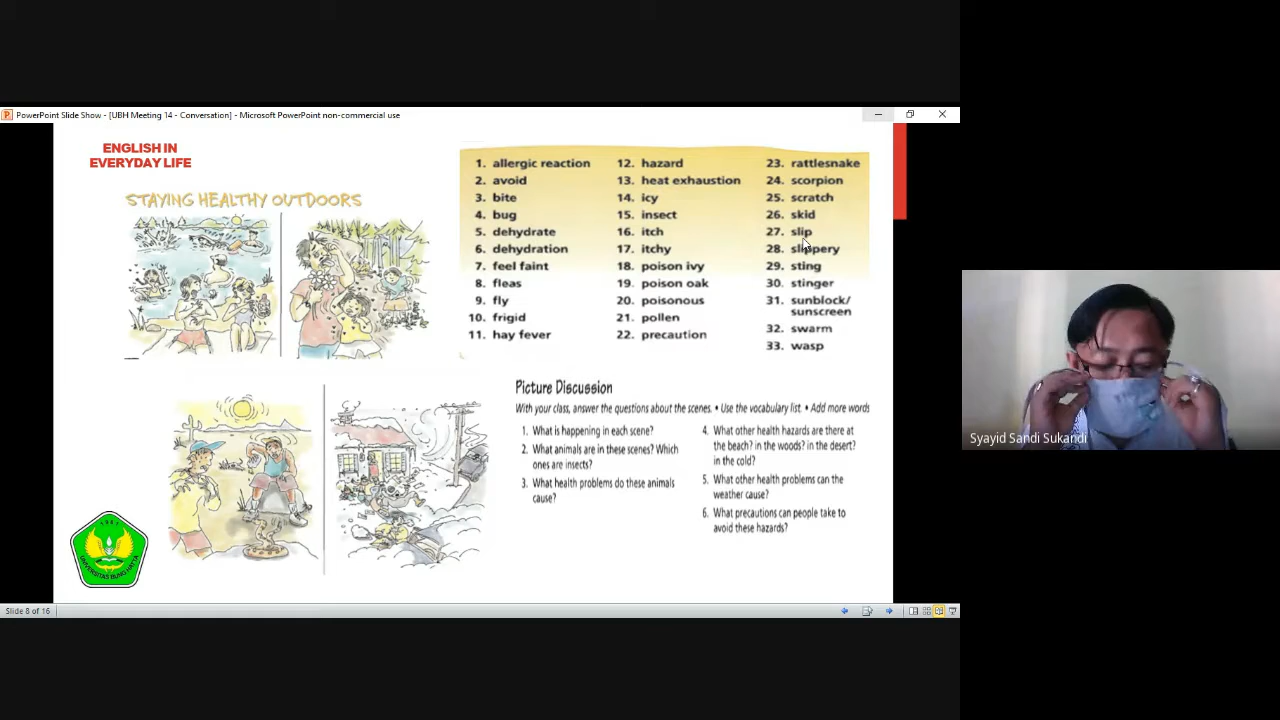 PowerPoint Slide Show - [UBH Meeting 14 - Conversation] - Microsoft PowerPoint non-commercial use
ENGLISH IN
EVERYDAY LIFE
STAYING HEALTHY OUTDOORS
1. allergic reaction
2. avoid
3. bite
4. bug
5. dehydrate
6. dehydration
7. feel faint
8. fleas
9. fly
10. frigid
11. hay fever
12. hazard
13. heat exhaustion
14. icy
15. insect
16. itch
17. itchy
18. poison ivy
19. poison oak
20. poisonous
21. pollen
22. precaution
23. rattlesnake
24. scorpion
25. scratch
26. skid
27. slip
28. slippery
29. sting
30. stinger
31. sunblock/
sunscreen
32. swarm
33. wasp
Picture Discussion
With your class, answer the questions about the scenes. • Use the vocabulary list. • Add more words
1. What is happening in each scene?
2. What animals are in these scenes? Which
ones are insects?
3. What health problems do these animals
cause?
4. What other health hazards are there at
the beach? in the woods? in the desert?
in the cold?
5. What other health problems can the
weather cause?
6. What precautions can people take to
avoid these hazards?
1981
UNIVERSITAS BUNG HATTA
Slide 8 of 16
Syayid Sandi Sukandi